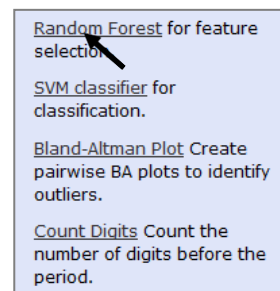 Random Forest for feature
selection
SVM classifier for
classification.
Bland-Altman Plot Create
pairwise BA plots to identify
outliers.
Count Digits Count the
number of digits before the
period.